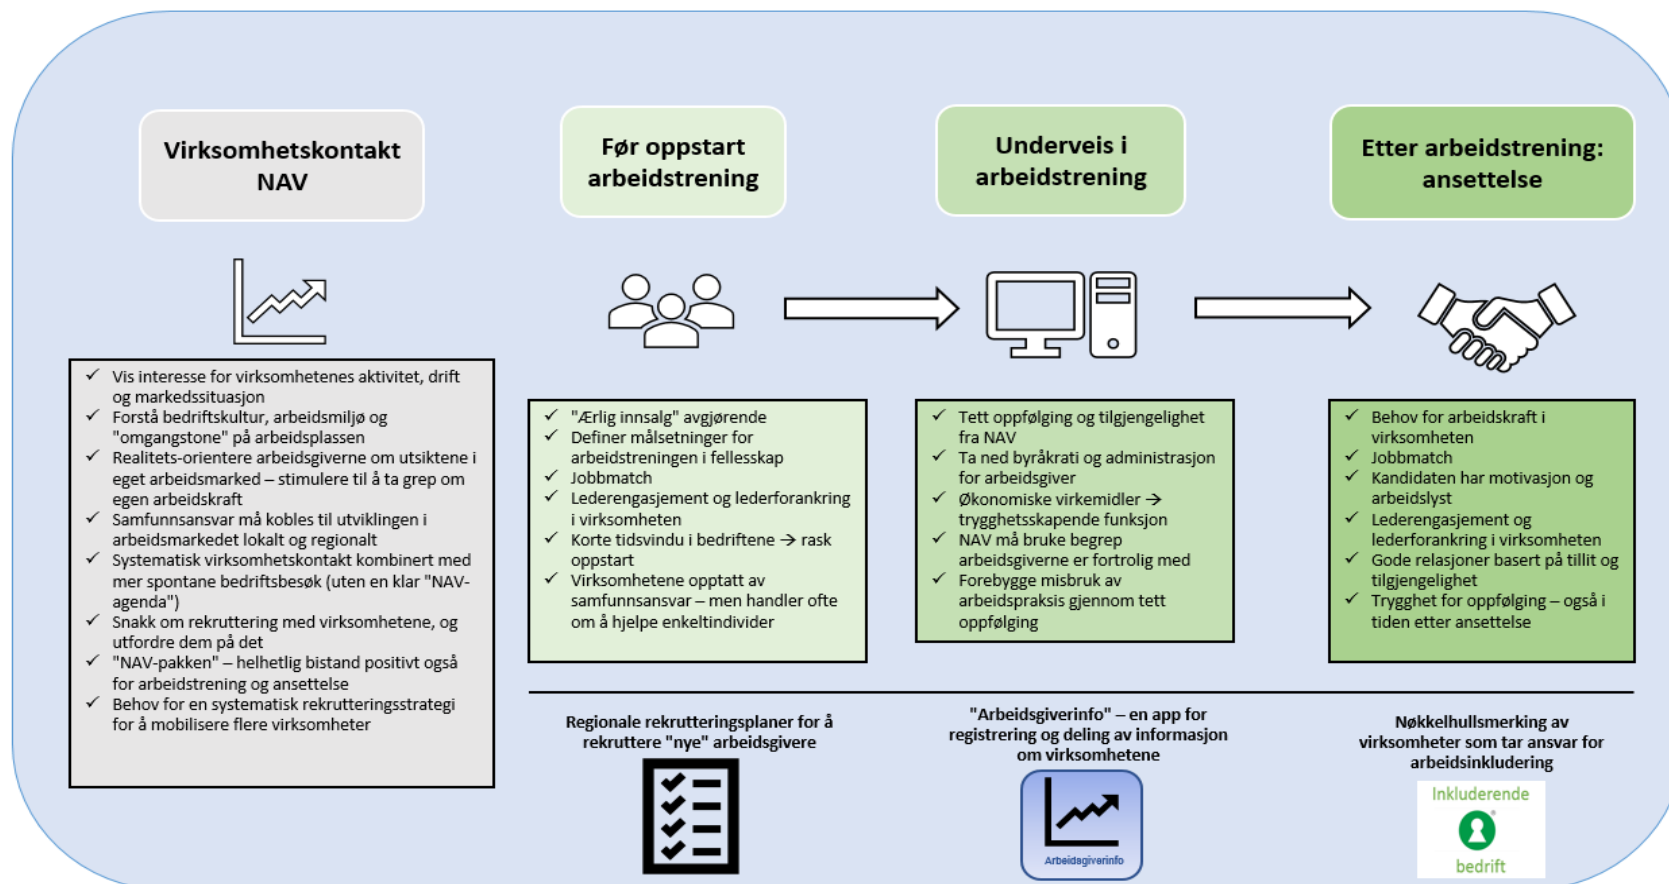 Virksomhetskontakt
NAV
Før oppstart
arbeidstrening
Underveis i
arbeidstrening
Etter arbeidstrening:
ansettelse
✓ Vis interesse for virksomhetenes aktivitet, drift
og markedssituasjon
✓ Forstå bedriftskultur, arbeidsmiljø og
"omgangstone" på arbeidsplassen
✓ Realitets-orientere arbeidsgiverne om utsiktene i
eget arbeidsmarked – stimulere til å ta grep om
egen arbeidskraft
✓ Samfunnsansvar må kobles til utviklingen i
arbeidsmarkedet lokalt og regionalt
✓ Systematisk virksomhetskontakt kombinert med
mer spontane bedriftsbesøk (uten en klar "NAV-
agenda")
✓ Snakk om rekruttering med virksomhetene, og
utfordre dem på det
✓ "NAV-pakken" – helhetlig bistand positivt også
for arbeidstrening og ansettelse
✓ Behov for en systematisk rekrutteringsstrategi
for å mobilisere flere virksomheter
✓ "Ærlig innsalg" avgjørende
✓ Definer målsetninger for
arbeidstreningen i fellesskap
✓ Jobbmatch
✓ Lederengasjement og lederforankring
i virksomheten
✓ Korte tidsvindu i bedriftene → rask
oppstart
✓ Virksomhetene opptatt av
samfunnsansvar – men handler ofte
om å hjelpe enkeltindivider
✓ Tett oppfølging og tilgjengelighet
fra NAV
✓ Ta ned byråkrati og administrasjon
for arbeidsgiver
✓ Økonomiske virkemidler →
trygghetsskapende funksjon
✓ NAV må bruke begrep
arbeidsgiverne er fortrolig med
✓ Forebygge misbruk av
arbeidspraksis gjennom tett
oppfølging
✓ Behov for arbeidskraft i
virksomheten
✓ Jobbmatch
✓ Kandidaten har motivasjon og
arbeidslyst
✓ Lederengasjement og
lederforankring i virksomheten
✓ Gode relasjoner basert på tillit og
tilgjengelighet
✓ Trygghet for oppfølging – også i
tiden etter ansettelse
Regionale rekrutteringsplaner for å
rekruttere "nye" arbeidsgivere
"Arbeidsgiverinfo" – en app for
registrering og deling av informasjon
om virksomhetene
Arbeidsgiverinfo
Nøkkelhullsmerking av
virksomheter som tar ansvar for
arbeidsinkludering
Inkluderende
bedrift